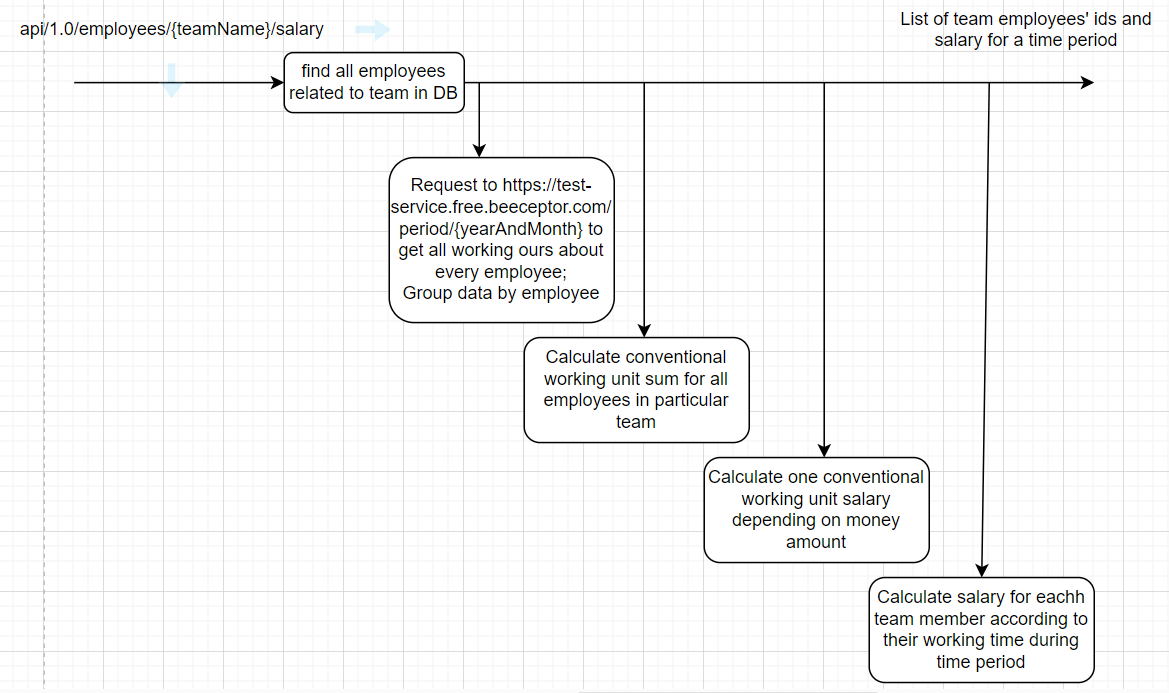 api/1.0/employees/{teamName}/salary
List of team employees' ids and
salary for a time period
find all employees
related to team in DB
Request to https://test-
service.free.beeceptor.com/
period/{yearAndMonth} to
get all working ours about
every employee;
Group data by employee
Calculate conventional
working unit sum for all
employees in particular
team
Calculate one conventional
working unit salary
depending on money
amount
Calculate salary for eachh
team member according to
their working time during
time period